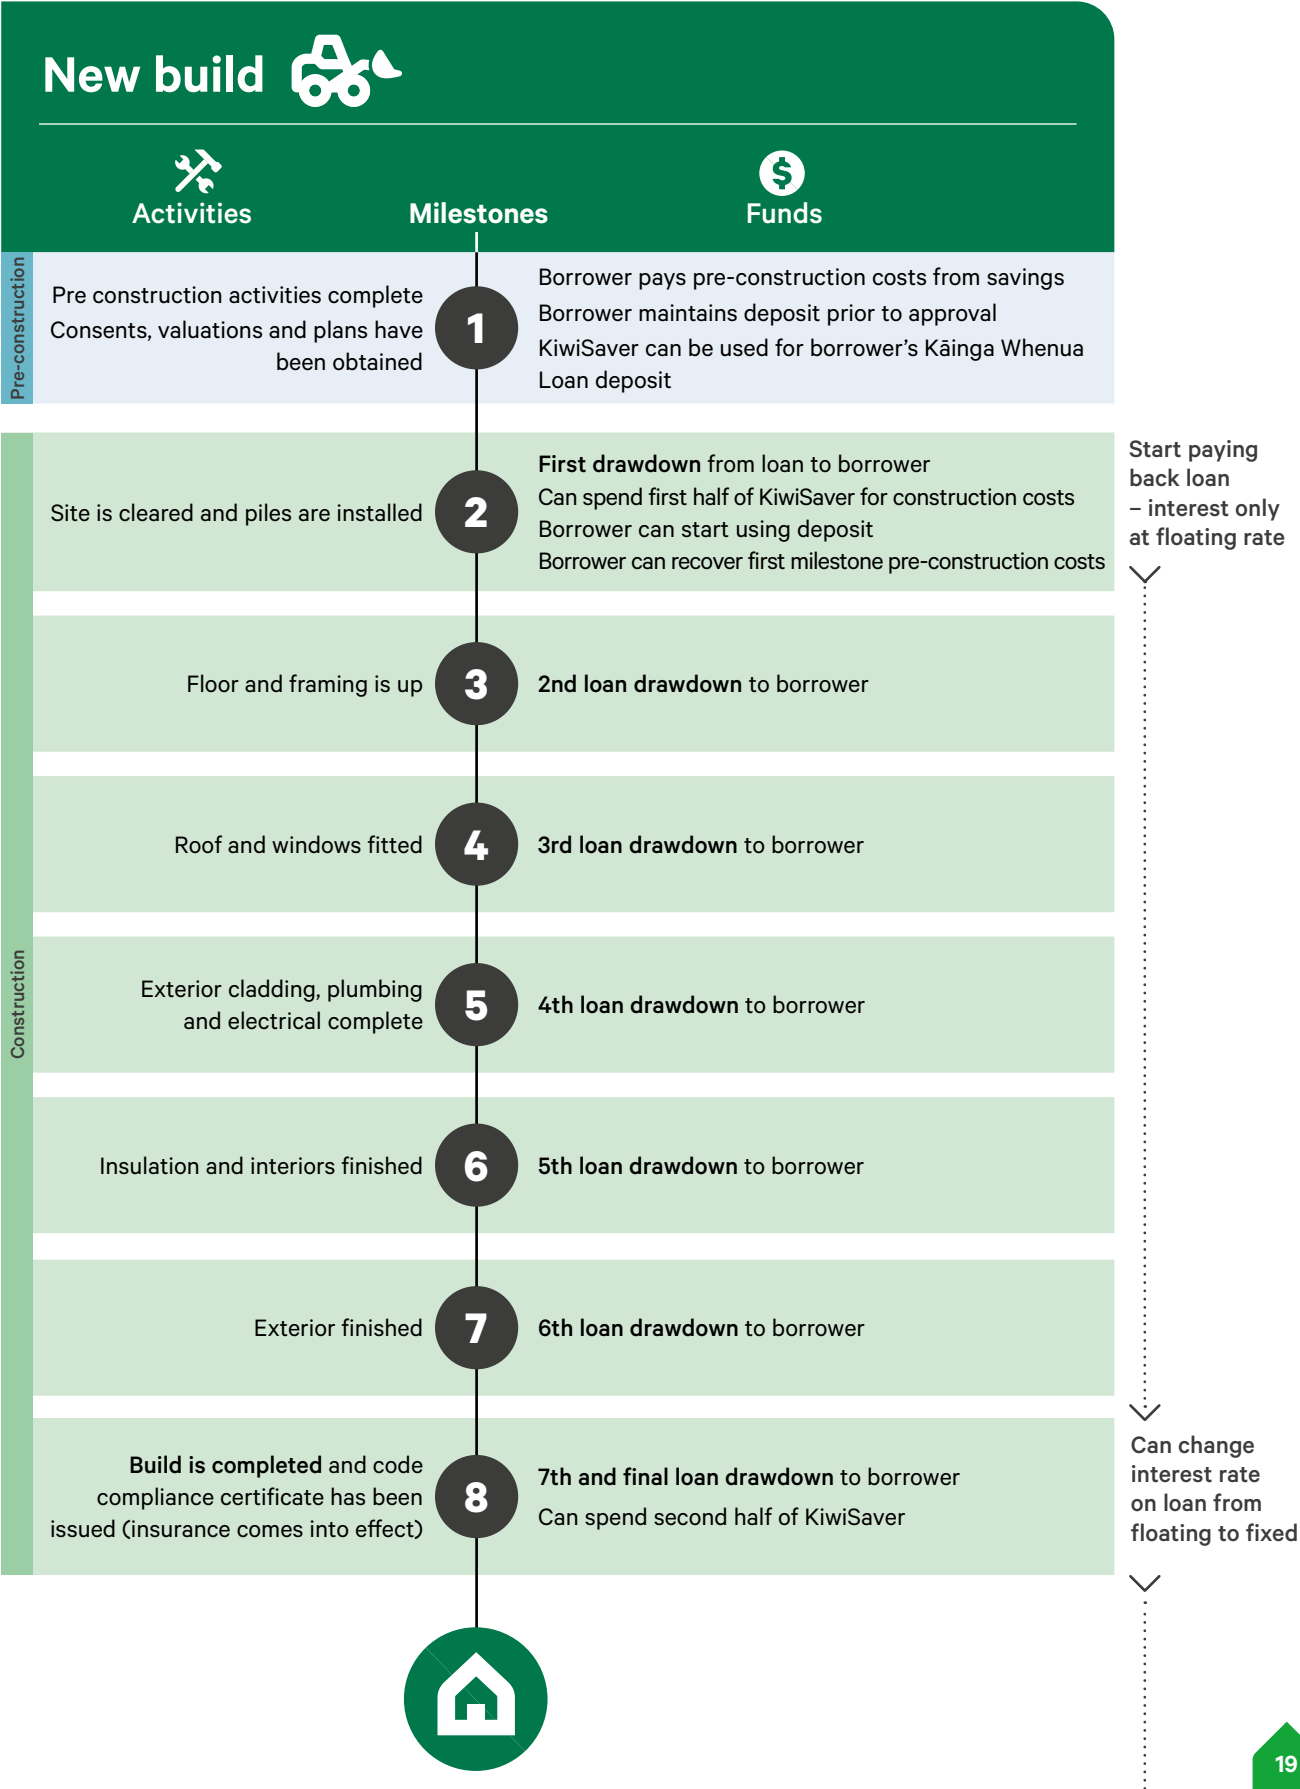 New build
Activities
Milestones
Funds
Pre-construction
Pre construction activities complete
Consents, valuations and plans have
been obtained
1
Borrower pays pre-construction costs from savings
Borrower maintains deposit prior to approval
KiwiSaver can be used for borrower's Kāinga Whenua
Loan deposit
Construction
Site is cleared and piles are installed
2
First drawdown from loan to borrower
Can spend first half of KiwiSaver for construction costs
Borrower can start using deposit
Borrower can recover first milestone pre-construction costs
Start paying
back loan
– interest only
at floating rate
Floor and framing is up
3
2nd loan drawdown to borrower
Roof and windows fitted
4
3rd loan drawdown to borrower
Exterior cladding, plumbing
and electrical complete
5
4th loan drawdown to borrower
Insulation and interiors finished
6
5th loan drawdown to borrower
Exterior finished
7
6th loan drawdown to borrower
Build is completed and code
compliance certificate has been
issued (insurance comes into effect)
8
7th and final loan drawdown to borrower
Can spend second half of KiwiSaver
Can change
interest rate
on loan from
floating to fixed
19